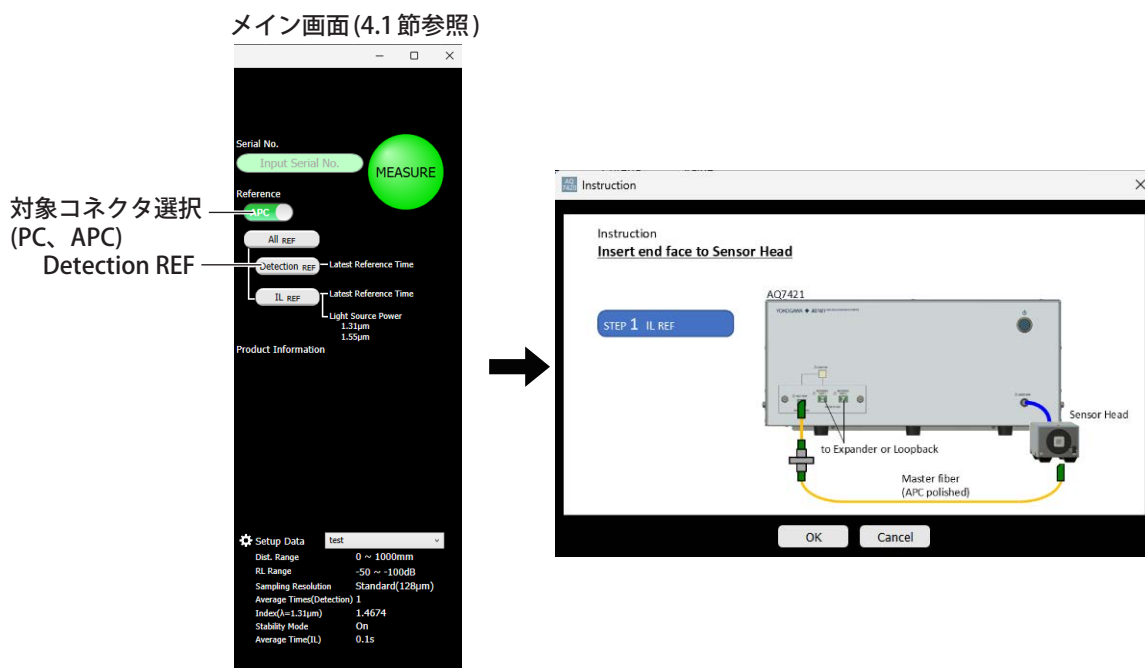 メイン画面(4.1節参照)
Serial No.
Input Serial No.
MEASURE
Reference
APC
対象コネクタ選択
(PC、APC)
All REF
Detection REF
Detection REF
Latest Reference Time
IL REF
Latest Reference Time
Light Source Power
1.31μm
1.55μm
Product Information
Setup Data test
Dist. Range 0 ~ 1000mm
RL Range -50 ~ -100dB
Sampling Resolution Standard(128μm)
Average Times(Detection) 1
Index(λ=1.31μm) 1.4674
Stability Mode On
Average Time(IL) 0.1s
Instruction
Instruction
Insert end face to Sensor Head
STEP 1 IL REF
AQ7421
YOKOGAWA
Sensor Head
to Expander or Loopback
Master fiber
(APC polished)
OK Cancel